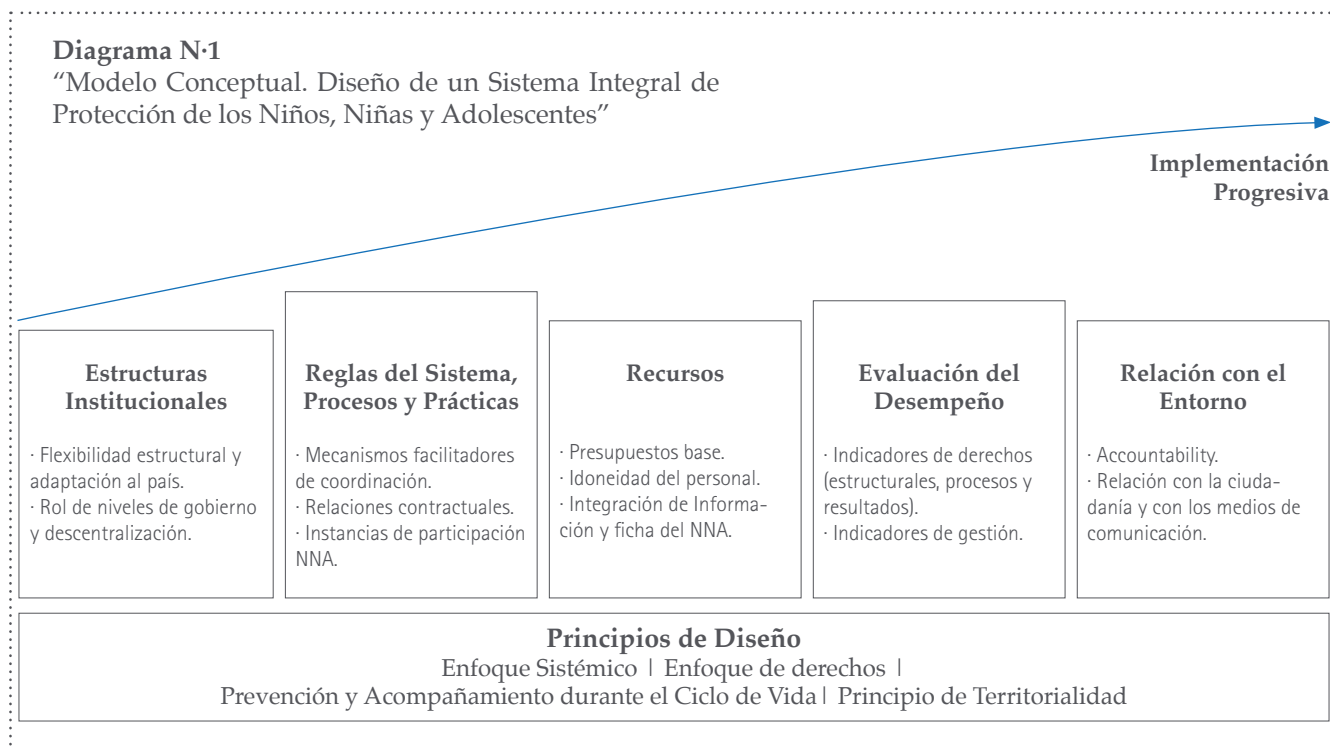 Diagrama N·1
“Modelo Conceptual. Diseño de un Sistema Integral de
Protección de los Niños, Niñas y Adolescentes”
Implementación
Progresiva
Estructuras
Institucionales
· Flexibilidad estructural y
adaptación al país.
· Rol de niveles de gobierno
y descentralización.
Reglas del Sistema,
Procesos y Prácticas
· Mecanismos facilitadores
de coordinación.
· Relaciones contractuales.
· Instancias de participación
NNA.
Recursos
· Presupuestos base.
· Idoneidad del personal.
· Integración de Informa-
ción y ficha del NNA.
Evaluación del
Desempeño
· Indicadores de derechos
(estructurales, procesos y
resultados).
· Indicadores de gestión.
Relación con el
Entorno
· Accountability.
· Relación con la ciuda-
danía y con los medios de
comunicación.
Principios de Diseño
Enfoque Sistémico | Enfoque de derechos |
Prevención y Acompañamiento durante el Ciclo de Vida| Principio de Territorialidad